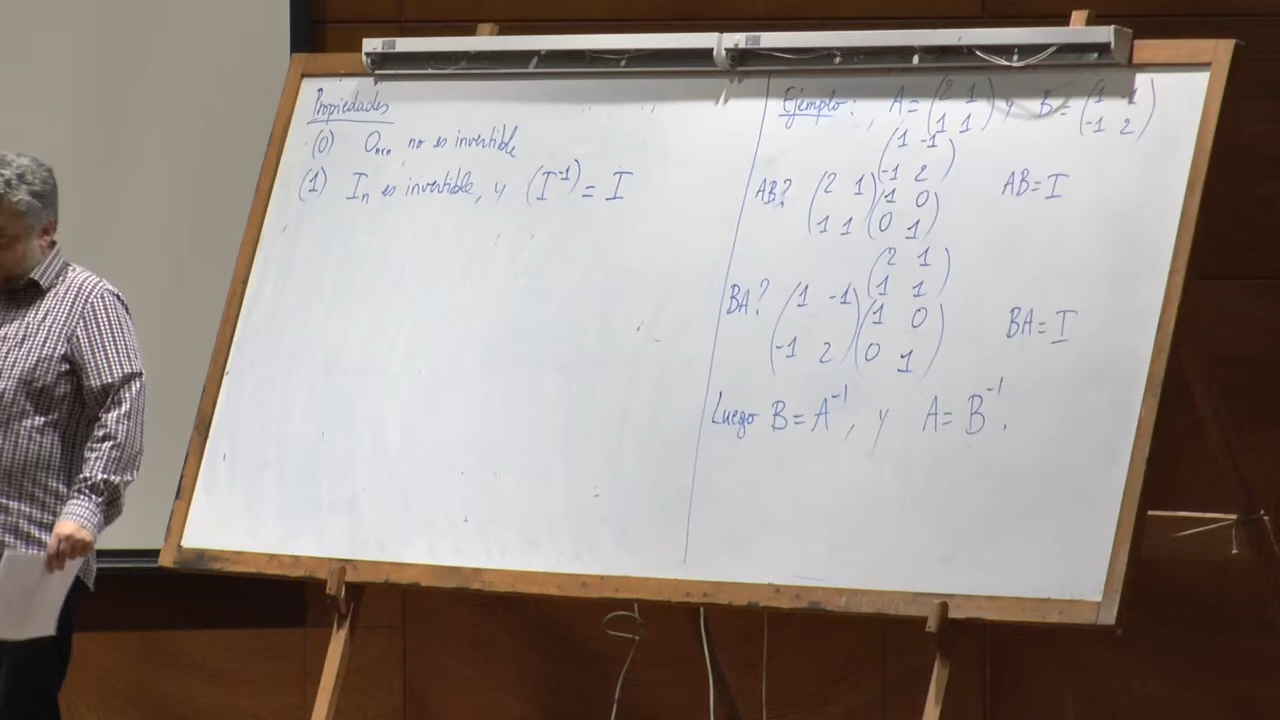 Propiedades
(0) Oₙₓₙ no es invertible
(1) Iₙ es invertible, y (I⁻¹) = I
Ejemplo: A = (2 1; 1 1) y B = (1 -1; -1 2)
(1 -1
-1 2)
AB? (2 1) (1 0) AB = I
(1 1) (0 1)
(2 1
1 1)
BA? (1 -1) (1 0) BA = I
(-1 2) (0 1)
Luego B = A⁻¹, y A = B⁻¹.